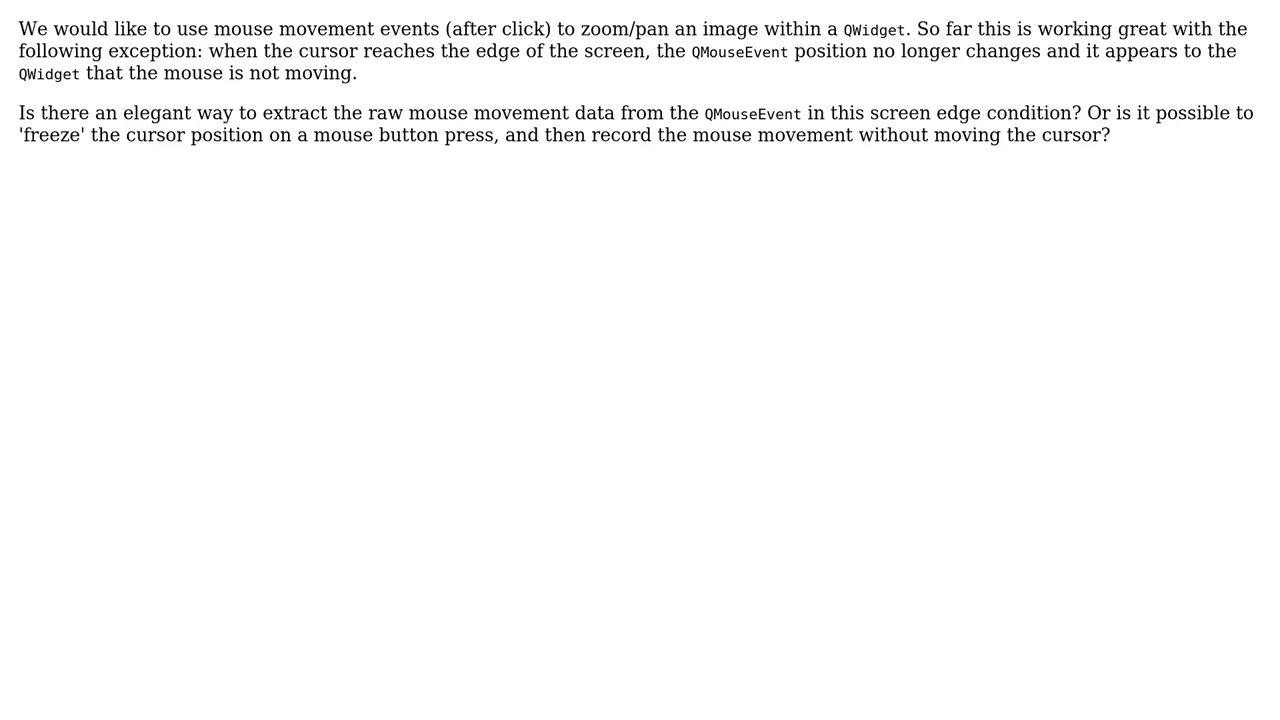 We would like to use mouse movement events (after click) to zoom/pan an image within a QWidget. So far this is working great with the
following exception: when the cursor reaches the edge of the screen, the QMouseEvent position no longer changes and it appears to the
QWidget that the mouse is not moving.
Is there an elegant way to extract the raw mouse movement data from the QMouseEvent in this screen edge condition? Or is it possible to
'freeze' the cursor position on a mouse button press, and then record the mouse movement without moving the cursor?